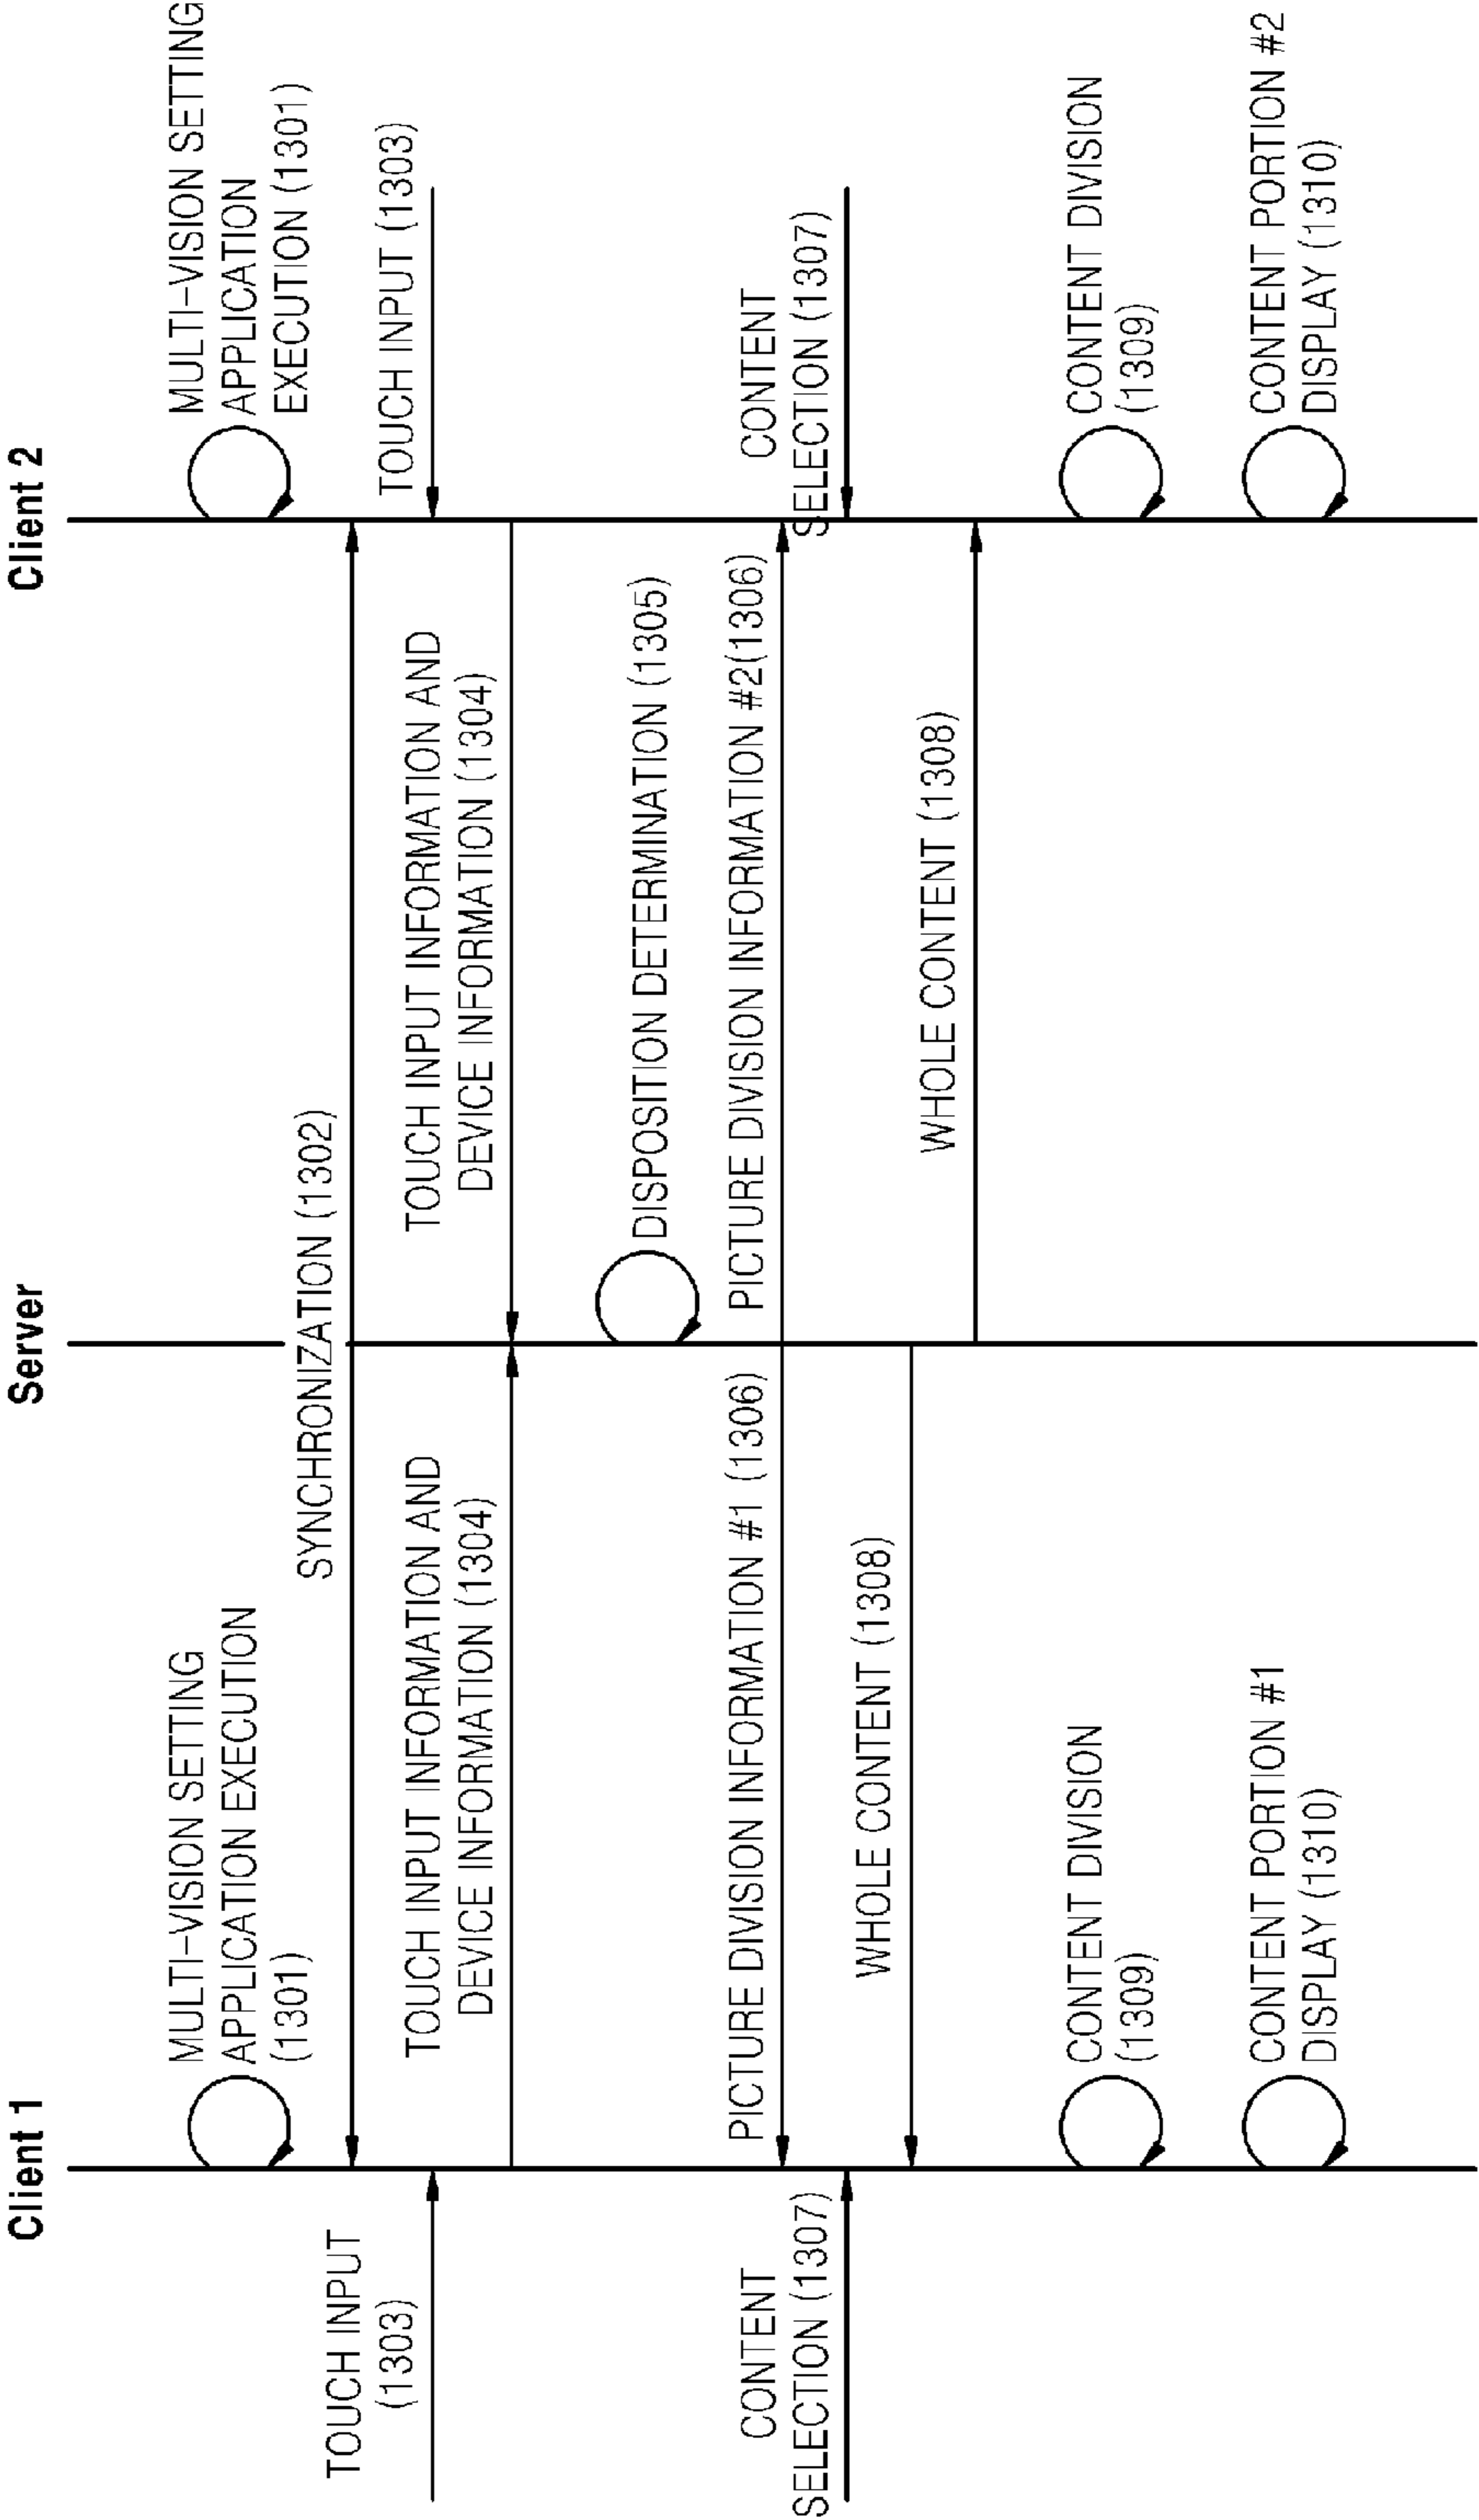 Client 1
Server
Client 2
MULTI-VISION SETTING
APPLICATION EXECUTION
(1301)
MULTI-VISION SETTING
APPLICATION
EXECUTION (1301)
SYNCHRONIZATION (1302)
TOUCH INPUT
(1303)
TOUCH INPUT (1303)
TOUCH INPUT INFORMATION AND
DEVICE INFORMATION (1304)
TOUCH INPUT INFORMATION AND
DEVICE INFORMATION (1304)
DISPOSITION DETERMINATION (1305)
PICTURE DIVISION INFORMATION #1 (1306)
PICTURE DIVISION INFORMATION #2(1306)
CONTENT
SELECTION (1307)
CONTENT
SELECTION (1307)
WHOLE CONTENT (1308)
WHOLE CONTENT (1308)
CONTENT DIVISION
(1309)
CONTENT DIVISION
(1309)
CONTENT PORTION #1
DISPLAY (1310)
CONTENT PORTION #2
DISPLAY (1310)